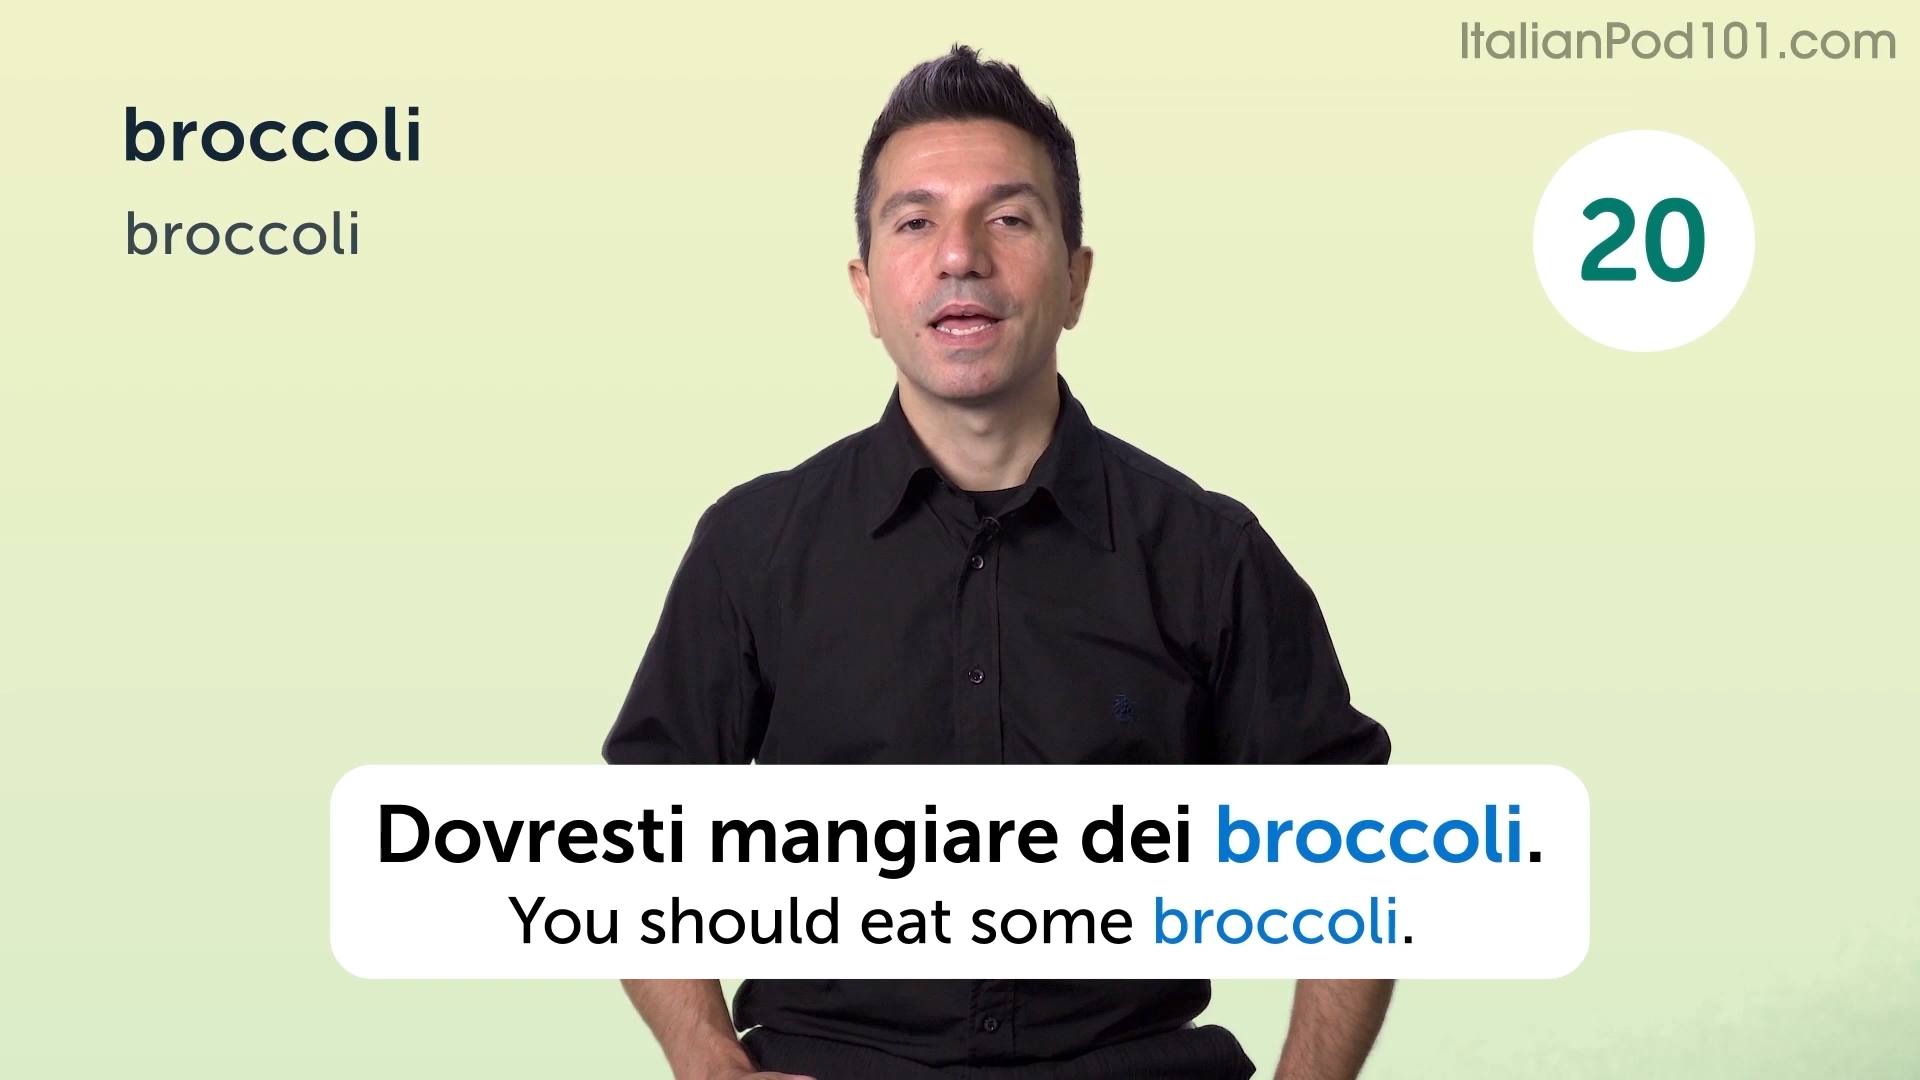 ItalianPod101.com
broccoli
broccoli
20
Dovresti mangiare dei broccoli.
You should eat some broccoli.